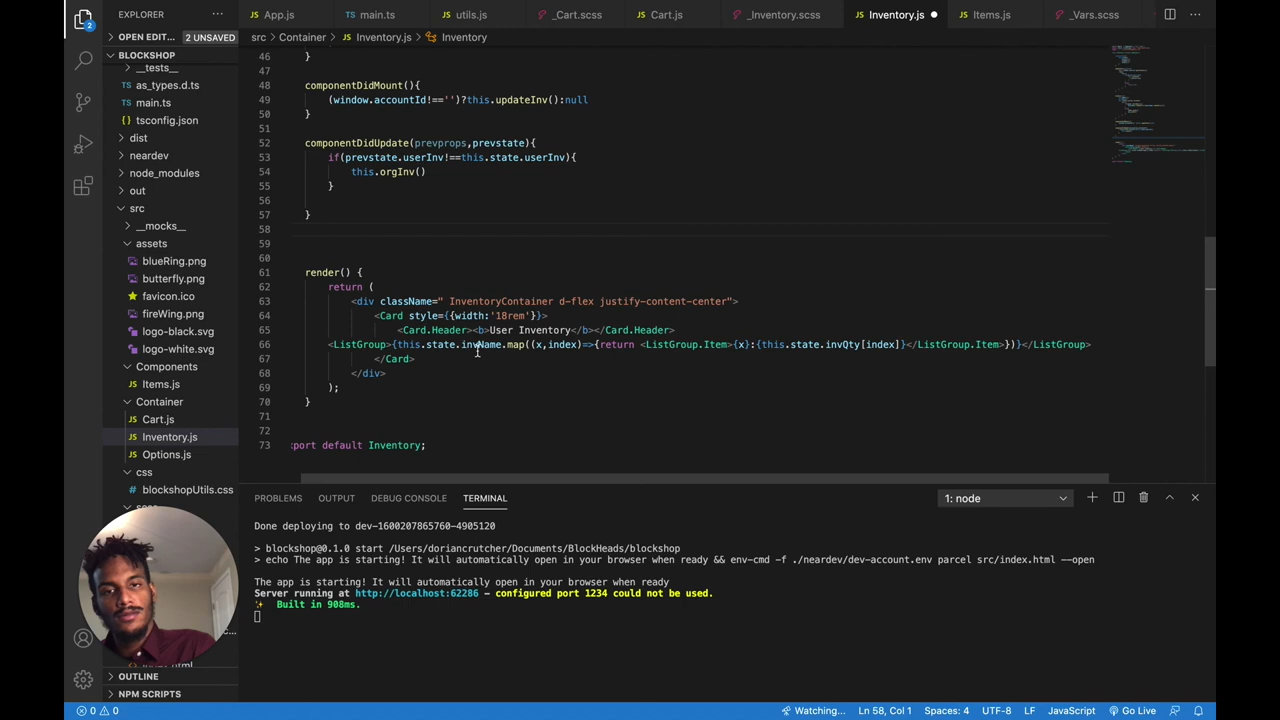 EXPLORER
App.js
main.ts
utils.js
_Cart.scss
Cart.js
_Inventory.scss
Inventory.js
Items.js
_Vars.scss
OPEN EDIT... 2 UNSAVED
src > Container > JS Inventory.js > Inventory
BLOCKSHOP
__tests__
TS as_types.d.ts
TS main.ts
{} tsconfig.json
dist
neardev
node_modules
out
src
__mocks__
assets
blueRing.png
butterfly.png
favicon.ico
fireWing.png
logo-black.svg
logo-white.svg
Components
JS Items.js
Container
JS Cart.js
JS Inventory.js
JS Options.js
css
# blockshopUtils.css
OUTLINE
NPM SCRIPTS
46 }
47
48 componentDidMount(){
49 (window.accountId!=='')?this.updateInv():null
50 }
51
52 componentDidUpdate(prevprops,prevstate){
53 if(prevstate.userInv!==this.state.userInv){
54 this.orgInv()
55 }
56
57 }
58
59
60
61 render() {
62 return (
63 <div className=" InventoryContainer d-flex justify-content-center">
64 <Card style={{width:'18rem'}}>
65 <Card.Header><b>User Inventory</b></Card.Header>
66 <ListGroup>{this.state.invName.map((x,index)=>{return <ListGroup.Item>{x}:{this.state.invQty[index]}</ListGroup.Item>})}</ListGroup>
67 </Card>
68 </div>
69 );
70 }
71
72
73 port default Inventory;
PROBLEMS OUTPUT DEBUG CONSOLE TERMINAL 1: node
Done deploying to dev-1600207865760-4905120
> blockshop@0.1.0 start /Users/doriancrutcher/Documents/BlockHeads/blockshop
> echo The app is starting! It will automatically open in your browser when ready && env-cmd -f ./neardev/dev-account.env parcel src/index.html --open
The app is starting! It will automatically open in your browser when ready
Server running at http://localhost:62286 - configured port 1234 could not be used.
Built in 908ms.
0 0 Watching... Ln 58, Col 1 Spaces: 4 UTF-8 LF JavaScript Go Live